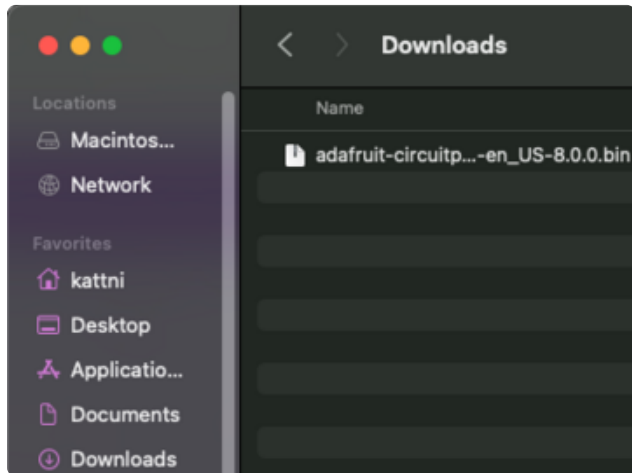 Locations
Macintos...
Network
Favorites
kattni
Desktop
Applicatio...
Documents
Downloads
Downloads
Name
adafruit-circuitp...-en_US-8.0.0.bin